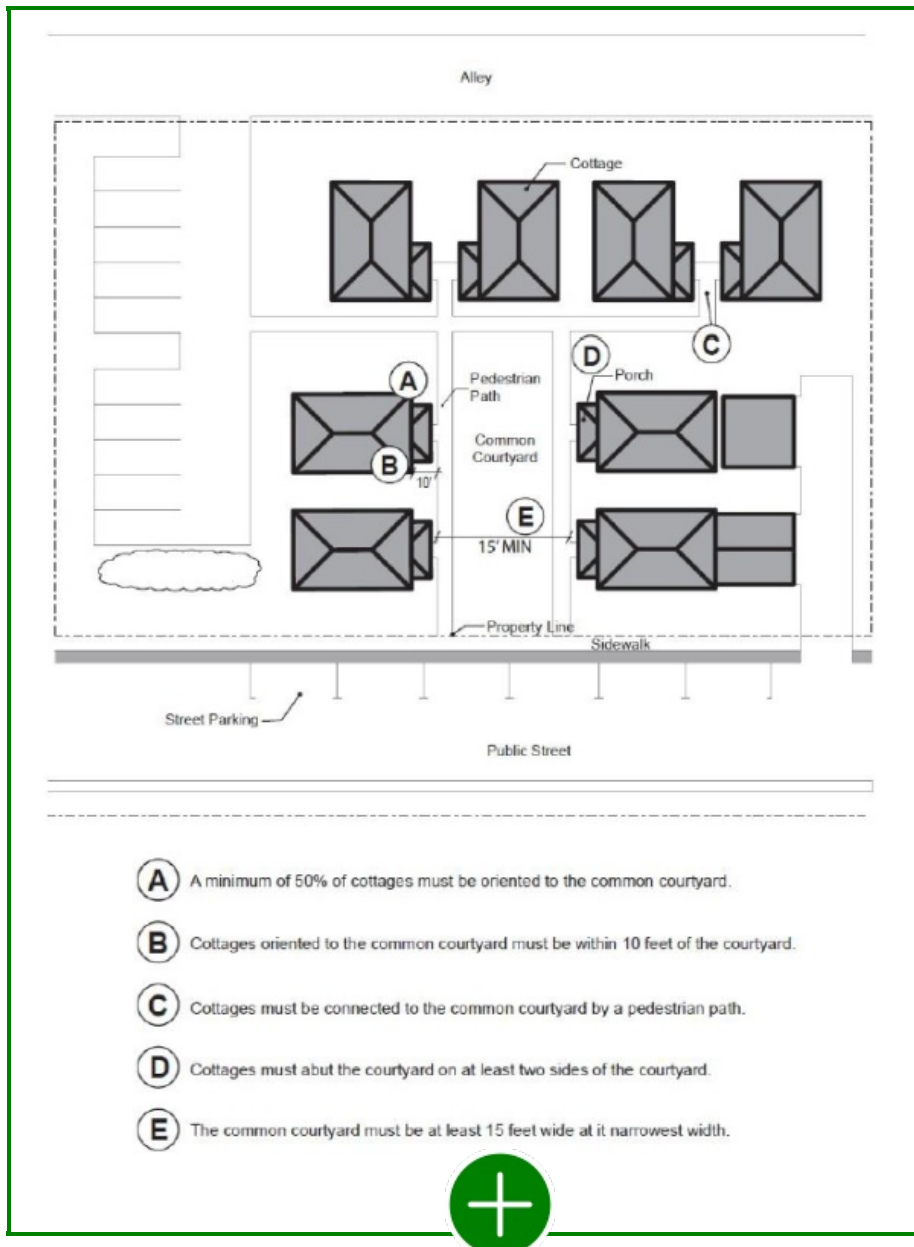 Alley
Cottage
C
D
Porch
A
Pedestrian
Path
Common
Courtyard
B
10'
E
15' MIN
Property Line
Sidewalk
Street Parking
Public Street
A A minimum of 50% of cottages must be oriented to the common courtyard.
B Cottages oriented to the common courtyard must be within 10 feet of the courtyard.
C Cottages must be connected to the common courtyard by a pedestrian path.
D Cottages must abut the courtyard on at least two sides of the courtyard.
E The common courtyard must be at least 15 feet wide at it narrowest width.